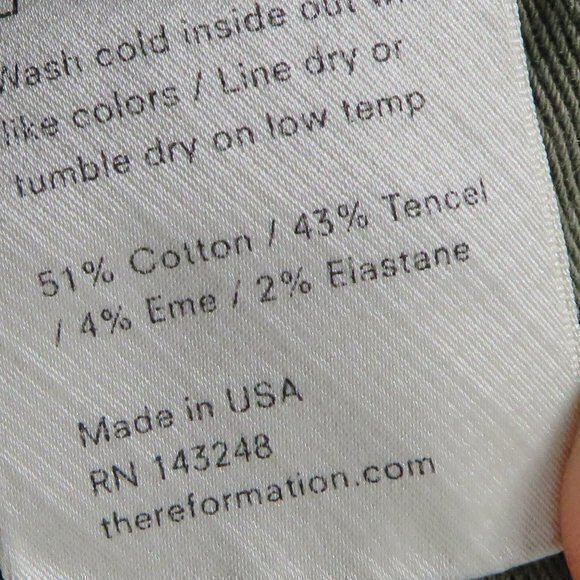 Wash cold inside out
like colors / Line dry or
tumble dry on low temp
51% Cotton / 43% Tencel
/ 4% Eme / 2% Elastane
Made in USA
RN 143248
thereformation.com